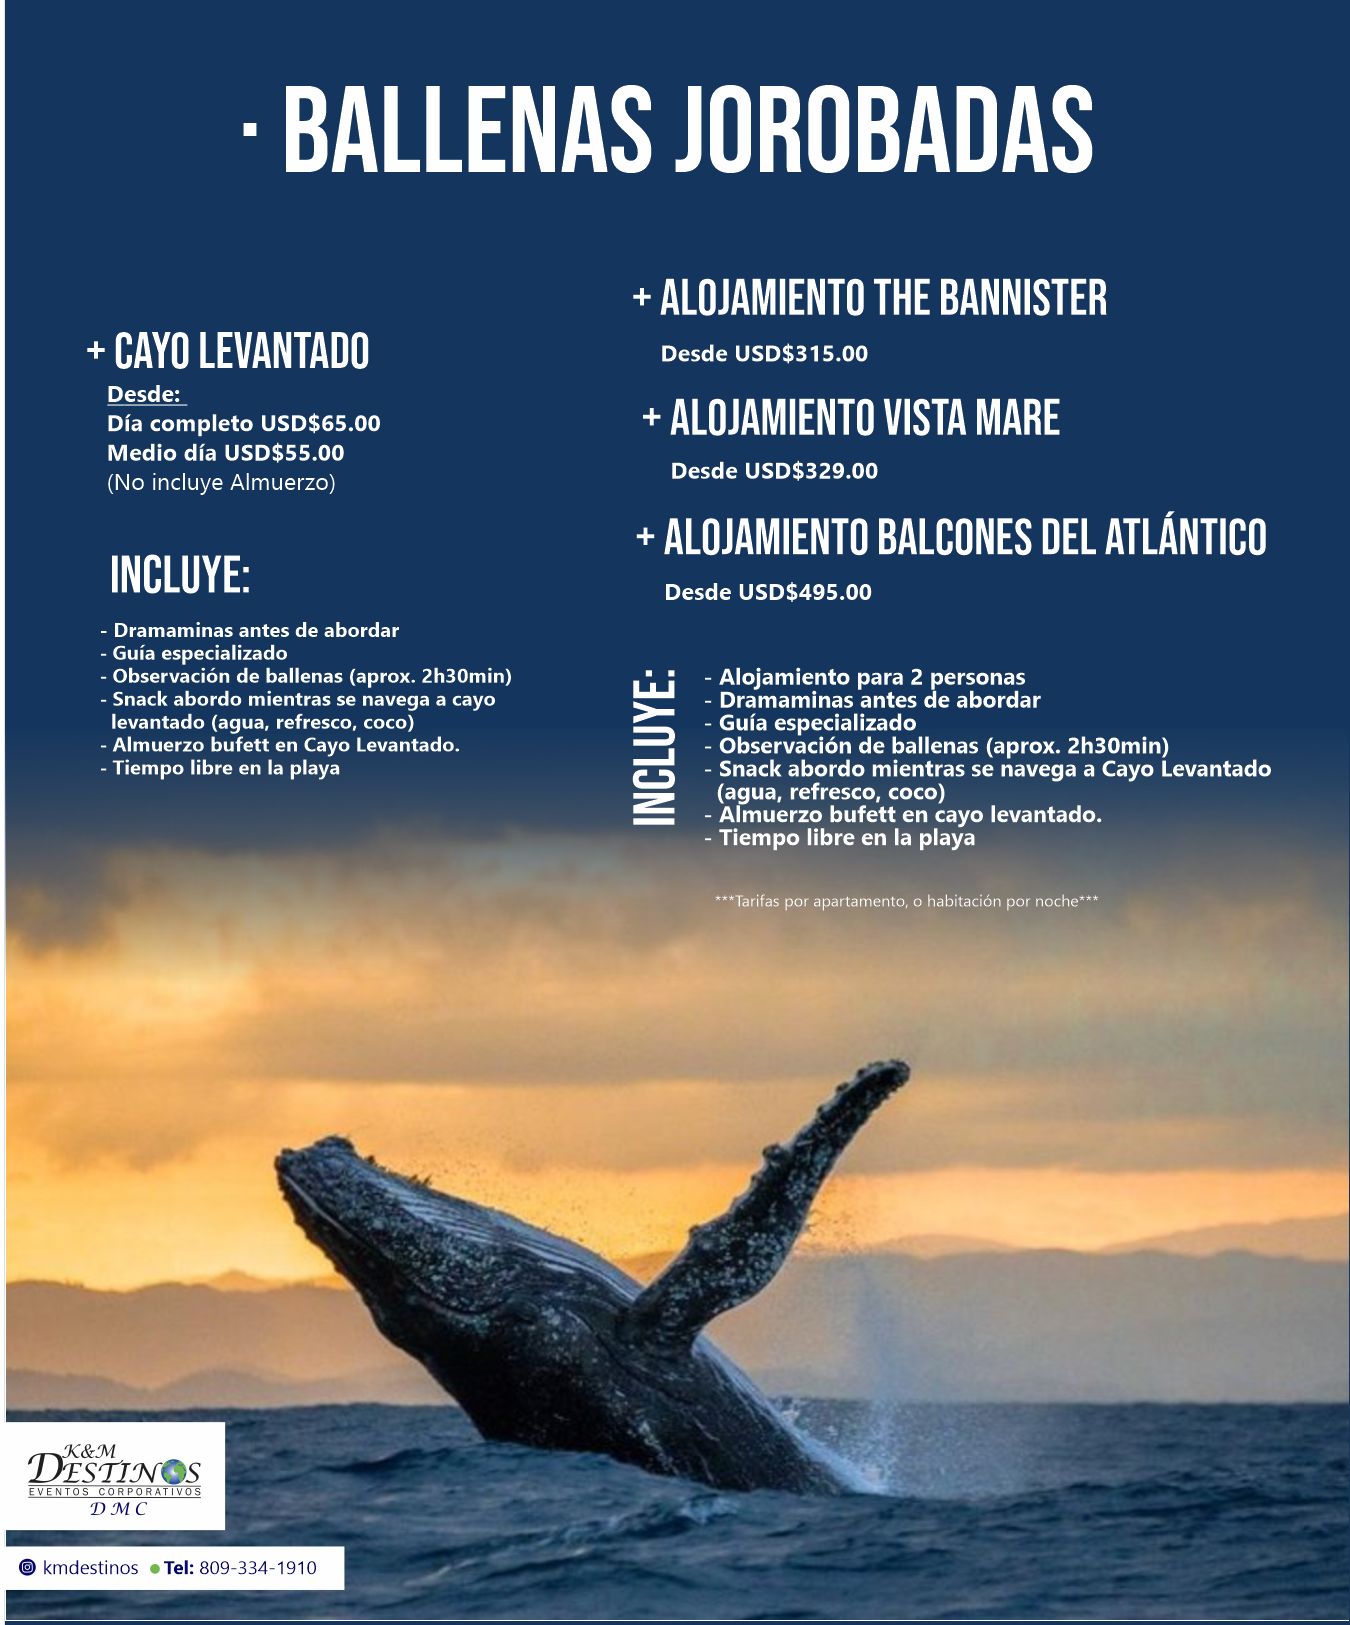 · BALLENAS JOROBADAS
+ CAYO LEVANTADO
Desde:
Día completo USD$65.00
Medio día USD$55.00
(No incluye Almuerzo)
INCLUYE:
- Dramaminas antes de abordar
- Guía especializado
- Observación de ballenas (aprox. 2h30min)
- Snack abordo mientras se navega a cayo
levantado (agua, refresco, coco)
- Almuerzo bufett en Cayo Levantado.
- Tiempo libre en la playa
+ ALOJAMIENTO THE BANNISTER
Desde USD$315.00
+ ALOJAMIENTO VISTA MARE
Desde USD$329.00
+ ALOJAMIENTO BALCONES DEL ATLÁNTICO
Desde USD$495.00
INCLUYE:
- Alojamiento para 2 personas
- Dramaminas antes de abordar
- Guía especializado
- Observación de ballenas (aprox. 2h30min)
- Snack abordo mientras se navega a Cayo Levantado
(agua, refresco, coco)
- Almuerzo bufett en cayo levantado.
- Tiempo libre en la playa
***Tarifas por apartamento, o habitación por noche***
K&M
DESTINOS
EVENTOS CORPORATIVOS
DMC
kmdestinos • Tel: 809-334-1910